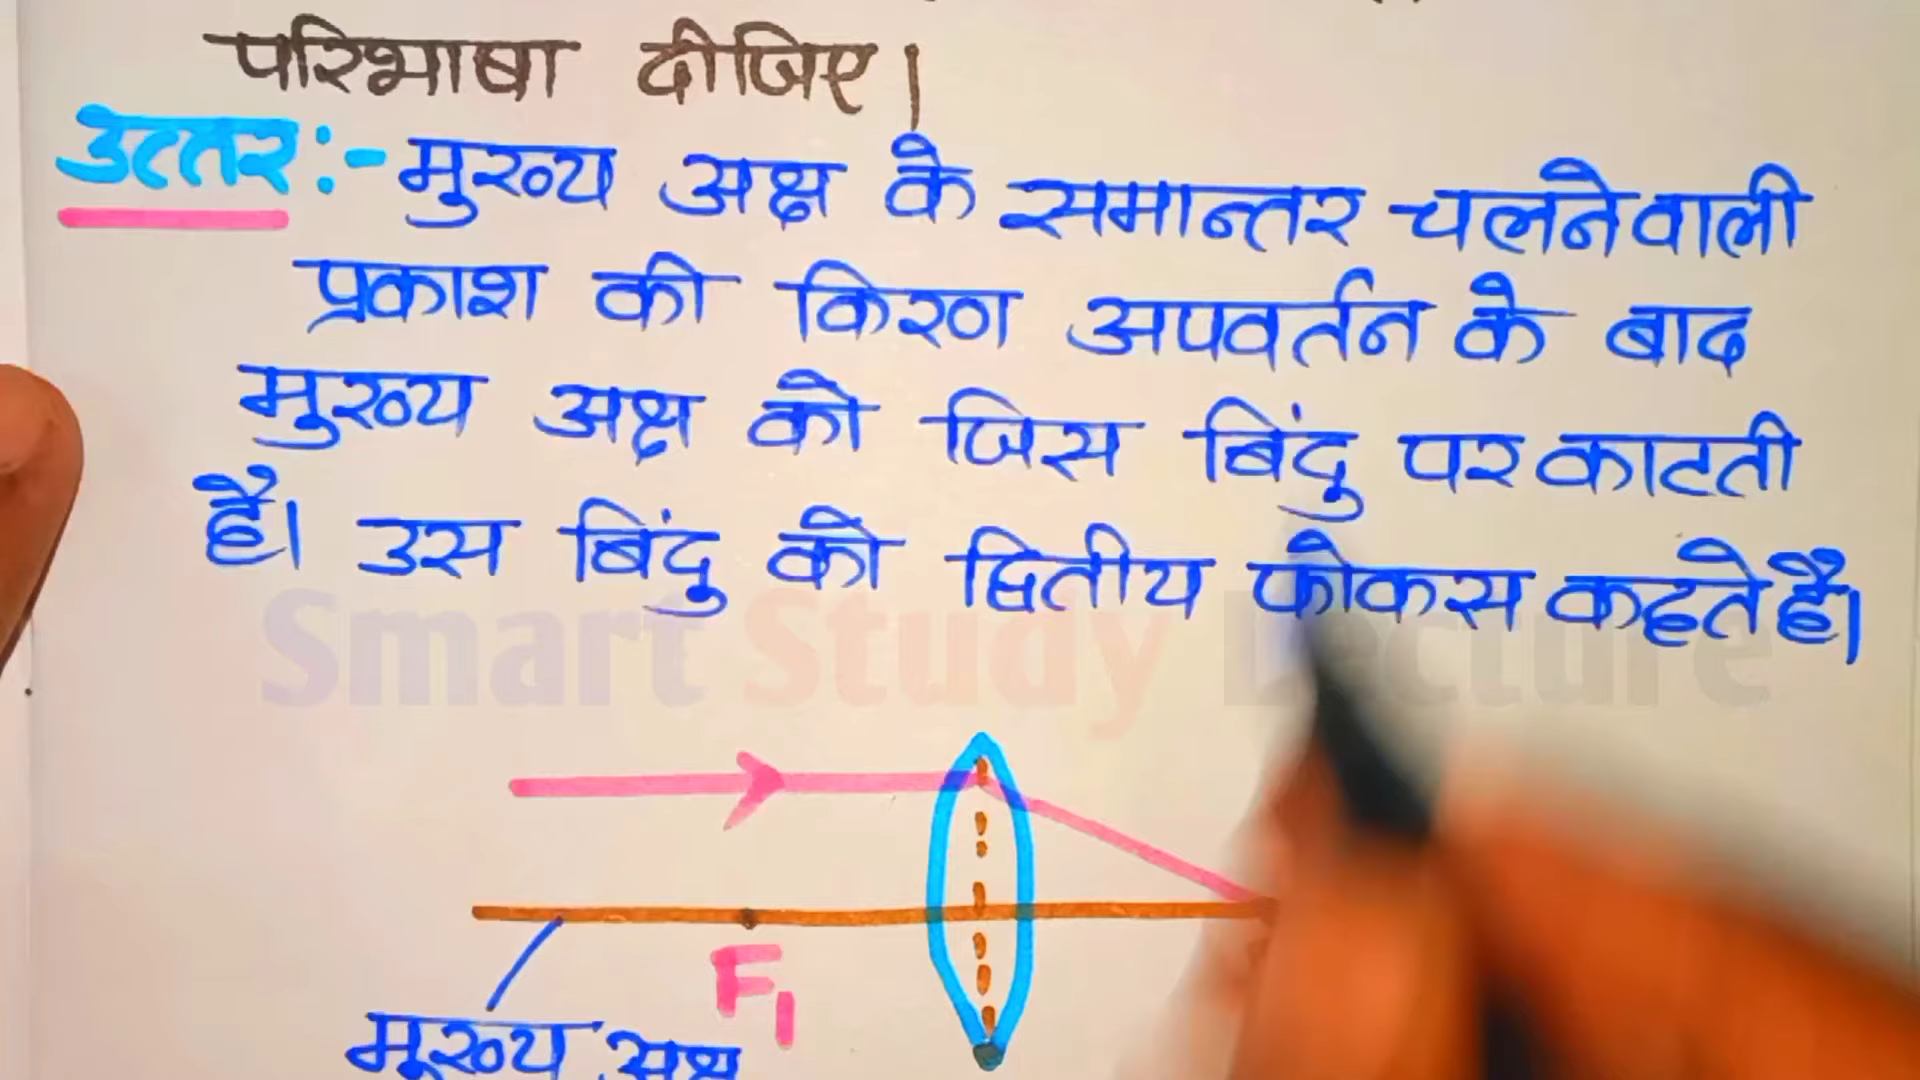 परिभाषा दीजिए।
उत्तर:- मुख्य अक्ष के समान्तर चलने वाली
प्रकाश की किरण अपवर्तन के बाद
मुख्य अक्ष को जिस बिंदु पर काटती
है। उस बिंदु को द्वितीय फोकस कहते है।
Smart Study Lecture
F1
मुख्य अक्ष